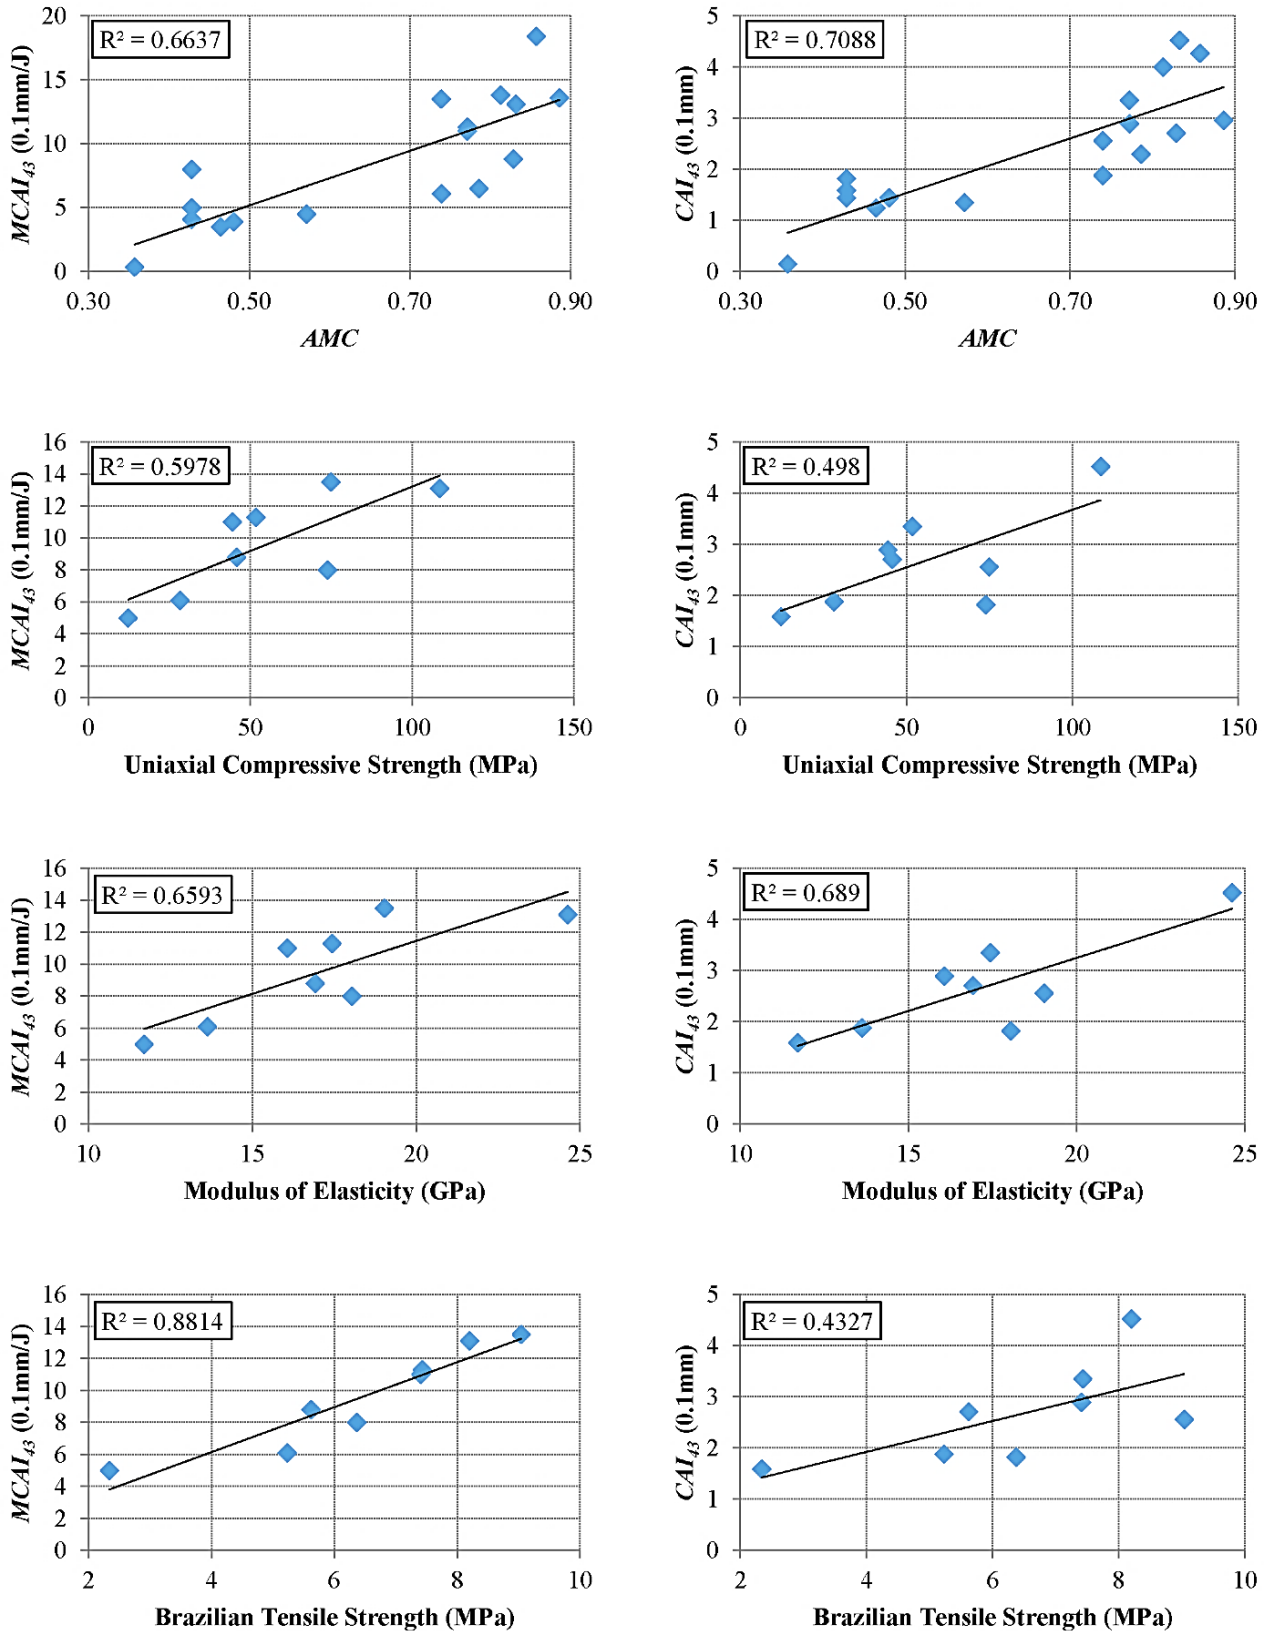 R² = 0.6637
MCAI43 (0.1mm/J)
20
15
10
5
0
0.30 0.50 0.70 0.90
AMC
R² = 0.7088
CAI43 (0.1mm)
5
4
3
2
1
0
0.30 0.50 0.70 0.90
AMC
R² = 0.5978
MCAI43 (0.1mm/J)
16
14
12
10
8
6
4
2
0
0 50 100 150
Uniaxial Compressive Strength (MPa)
R² = 0.498
CAI43 (0.1mm)
5
4
3
2
1
0
0 50 100 150
Uniaxial Compressive Strength (MPa)
R² = 0.6593
MCAI43 (0.1mm/J)
16
14
12
10
8
6
4
2
0
10 15 20 25
Modulus of Elasticity (GPa)
R² = 0.689
CAI43 (0.1mm)
5
4
3
2
1
0
10 15 20 25
Modulus of Elasticity (GPa)
R² = 0.8814
MCAI43 (0.1mm/J)
16
14
12
10
8
6
4
2
0
2 4 6 8 10
Brazilian Tensile Strength (MPa)
R² = 0.4327
CAI43 (0.1mm)
5
4
3
2
1
0
2 4 6 8 10
Brazilian Tensile Strength (MPa)